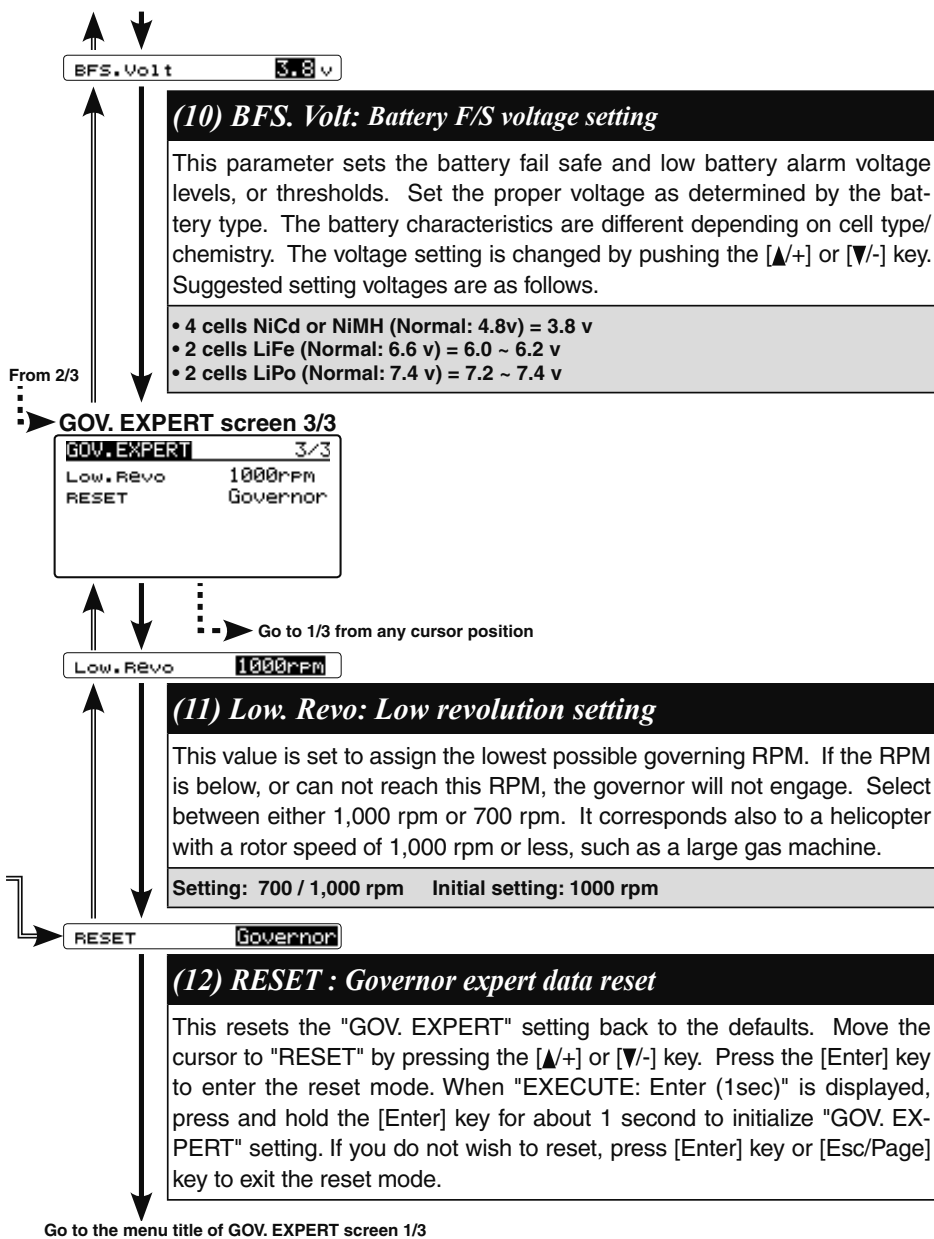 BFS.Volt 3.8 v
(10) BFS. Volt: Battery F/S voltage setting
This parameter sets the battery fail safe and low battery alarm voltage
levels, or thresholds. Set the proper voltage as determined by the bat-
tery type. The battery characteristics are different depending on cell type/
chemistry. The voltage setting is changed by pushing the [▲/+] or [▼/-] key.
Suggested setting voltages are as follows.
• 4 cells NiCd or NiMH (Normal: 4.8v) = 3.8 v
• 2 cells LiFe (Normal: 6.6 v) = 6.0 ~ 6.2 v
• 2 cells LiPo (Normal: 7.4 v) = 7.2 ~ 7.4 v
From 2/3
GOV. EXPERT screen 3/3
GOV.EXPERT 3/3
Low.Revo 1000rpm
RESET Governor
Go to 1/3 from any cursor position
Low.Revo 1000rpm
(11) Low. Revo: Low revolution setting
This value is set to assign the lowest possible governing RPM. If the RPM
is below, or can not reach this RPM, the governor will not engage. Select
between either 1,000 rpm or 700 rpm. It corresponds also to a helicopter
with a rotor speed of 1,000 rpm or less, such as a large gas machine.
Setting: 700 / 1,000 rpm Initial setting: 1000 rpm
RESET Governor
(12) RESET : Governor expert data reset
This resets the "GOV. EXPERT" setting back to the defaults. Move the
cursor to "RESET" by pressing the [▲/+] or [▼/-] key. Press the [Enter] key
to enter the reset mode. When "EXECUTE: Enter (1sec)" is displayed,
press and hold the [Enter] key for about 1 second to initialize "GOV. EX-
PERT" setting. If you do not wish to reset, press [Enter] key or [Esc/Page]
key to exit the reset mode.
Go to the menu title of GOV. EXPERT screen 1/3